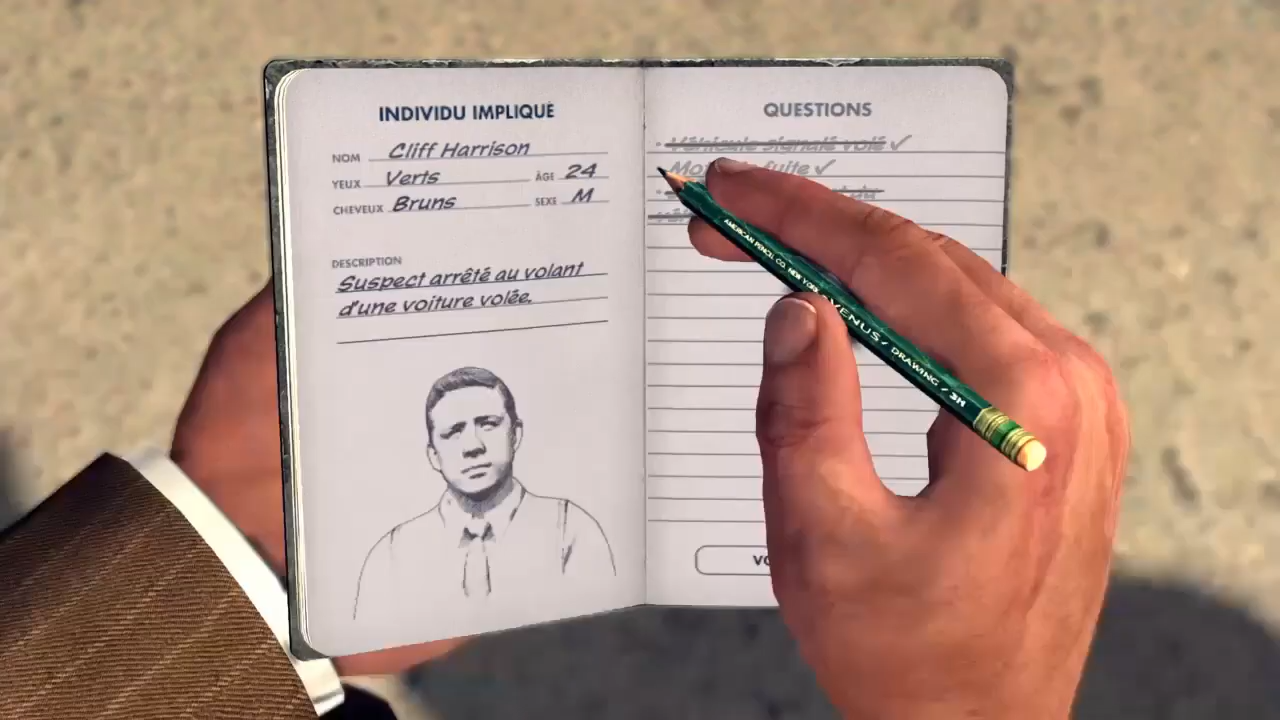 INDIVIDU IMPLIQUÉ
NOM Cliff Harrison
YEUX Verts ÂGE 24
CHEVEUX Bruns SEXE M
DESCRIPTION
Suspect arrêté au volant
d'une voiture volée.
QUESTIONS
• Véhicule signalé volé ✓
fuite ✓
AMERICAN PENCIL CO. NEW YORK VENUS / DRAWING / 3H